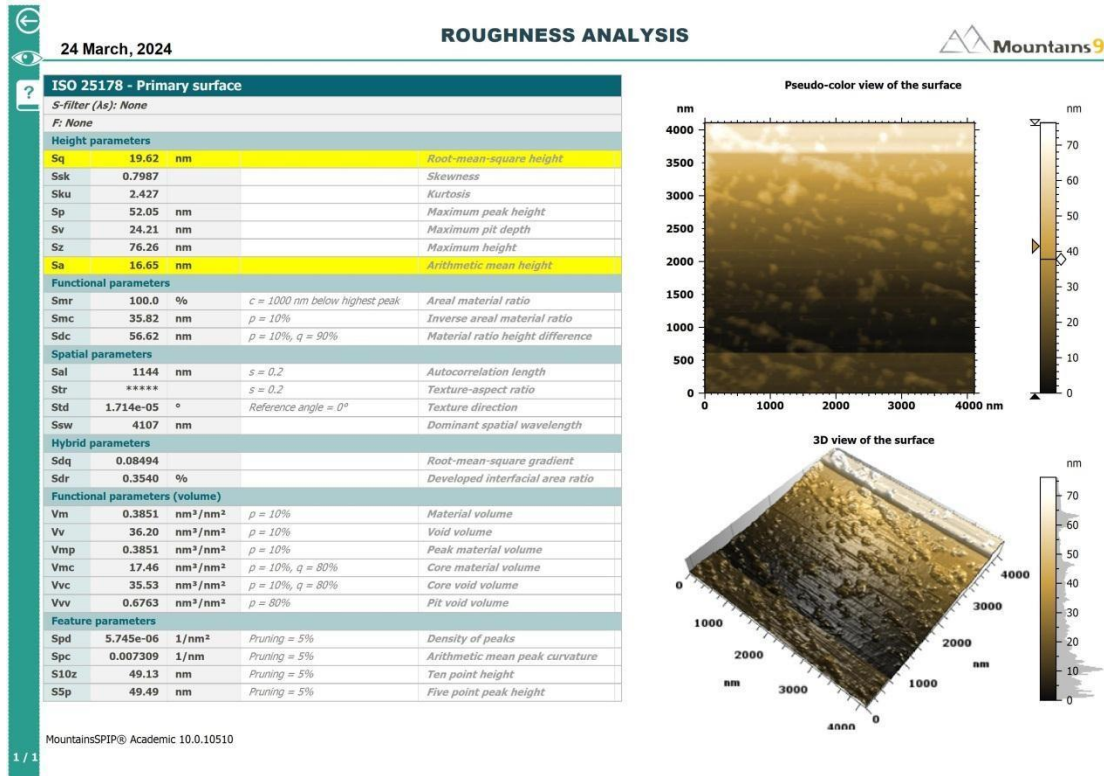 24 March, 2024
ROUGHNESS ANALYSIS
Mountains9
?
ISO 25178 - Primary surface
S-filter (λs): None
F: None
Height parameters
Sq 19.62 nm Root-mean-square height
Ssk 0.7987 Skewness
Sku 2.427 Kurtosis
Sp 52.05 nm Maximum peak height
Sv 24.21 nm Maximum pit depth
Sz 76.26 nm Maximum height
Sa 16.65 nm Arithmetic mean height
Functional parameters
Smr 100.0 % c = 1000 nm below highest peak Areal material ratio
Smc 35.82 nm p = 10% Inverse areal material ratio
Sdc 56.62 nm p = 10%, q = 90% Material ratio height difference
Spatial parameters
Sal 1144 nm s = 0.2 Autocorrelation length
Str ***** s = 0.2 Texture-aspect ratio
Std 1.714e-05 ° Reference angle = 0° Texture direction
Ssw 4107 nm Dominant spatial wavelength
Hybrid parameters
Sdq 0.08494 Root-mean-square gradient
Sdr 0.3540 % Developed interfacial area ratio
Functional parameters (volume)
Vm 0.3851 nm³/nm² p = 10% Material volume
Vv 36.20 nm³/nm² p = 10% Void volume
Vmp 0.3851 nm³/nm² p = 10% Peak material volume
Vmc 17.46 nm³/nm² p = 10%, q = 80% Core material volume
Vvc 35.53 nm³/nm² p = 10%, q = 80% Core void volume
Vvv 0.6763 nm³/nm² p = 80% Pit void volume
Feature parameters
Spd 5.745e-06 1/nm² Pruning = 5% Density of peaks
Spc 0.007309 1/nm Pruning = 5% Arithmetic mean peak curvature
S10z 49.13 nm Pruning = 5% Ten point height
S5p 49.49 nm Pruning = 5% Five point peak height
MountainsSPIP® Academic 10.0.10510
1 / 1
Pseudo-color view of the surface
nm
4000
3500
3000
2500
2000
1500
1000
500
0
0 1000 2000 3000 4000 nm
nm
70
60
50
40
30
20
10
0
3D view of the surface
0
1000
2000
nm
3000
4000
4000
3000
2000
nm
1000
0
nm
70
60
50
40
30
20
10
0